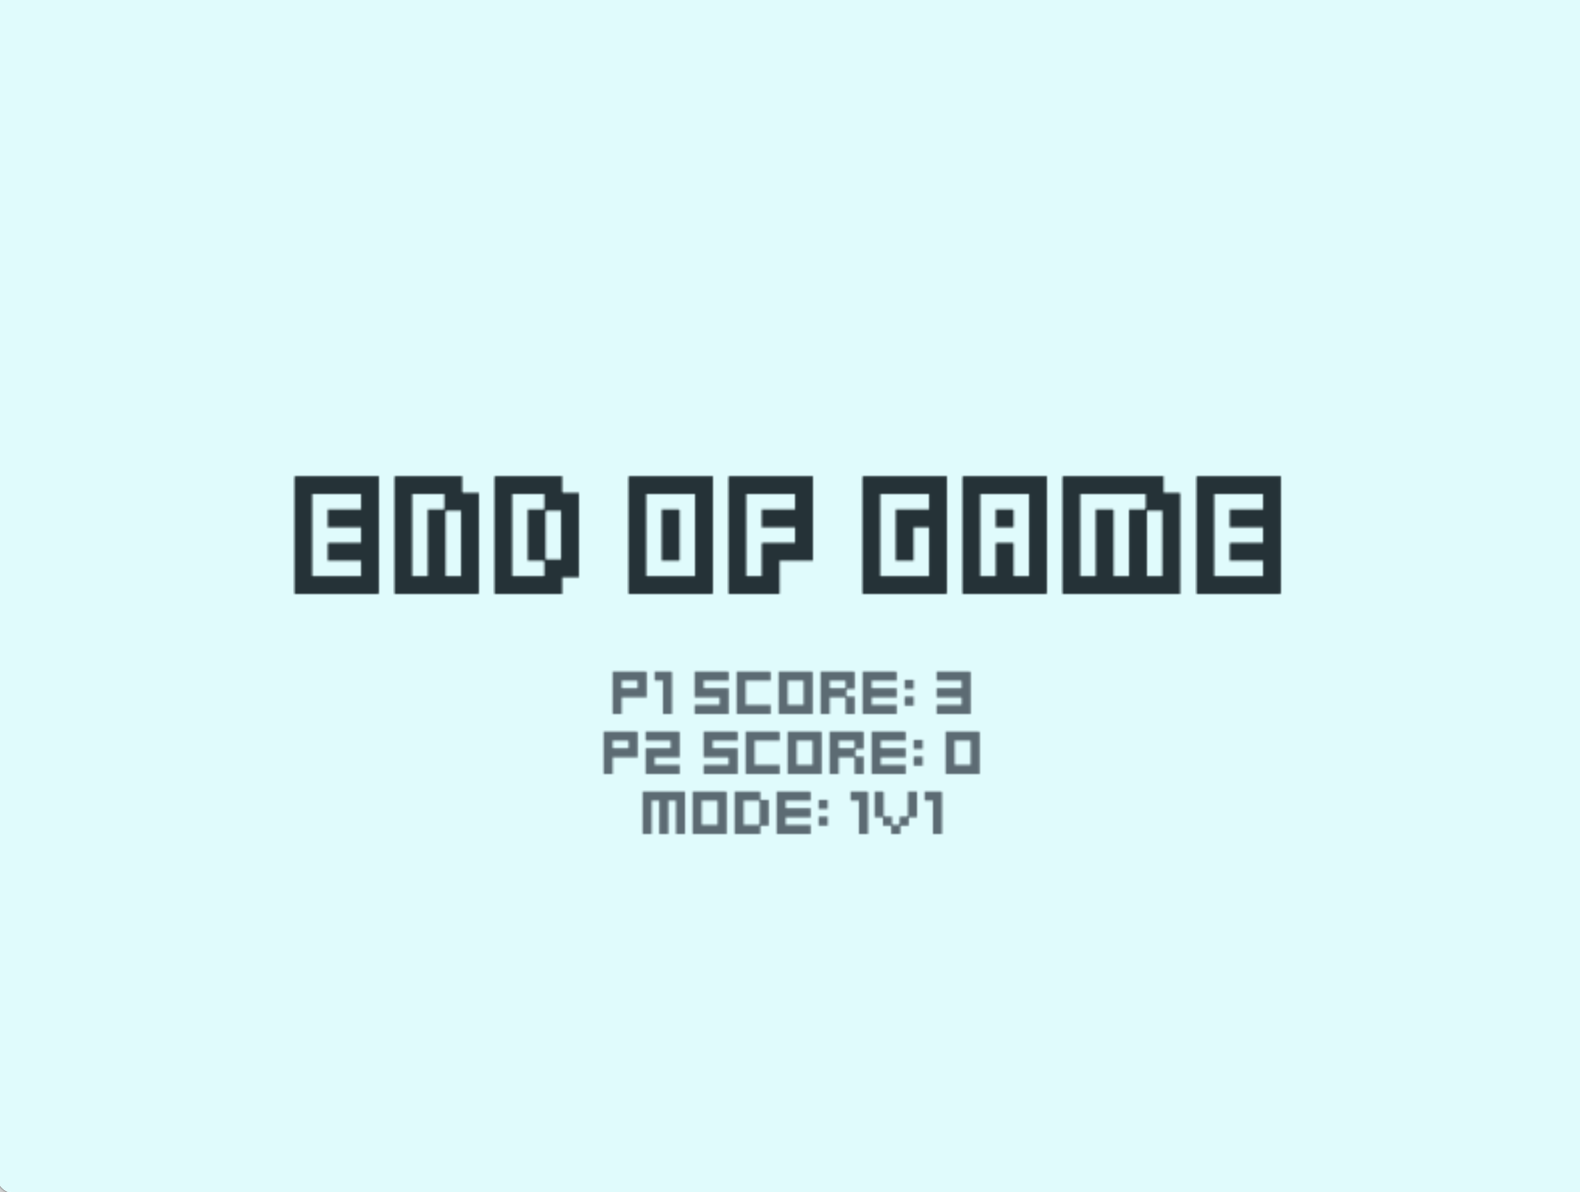 END OF GAME
P1 SCORE: 3
P2 SCORE: 0
MODE: 1V1